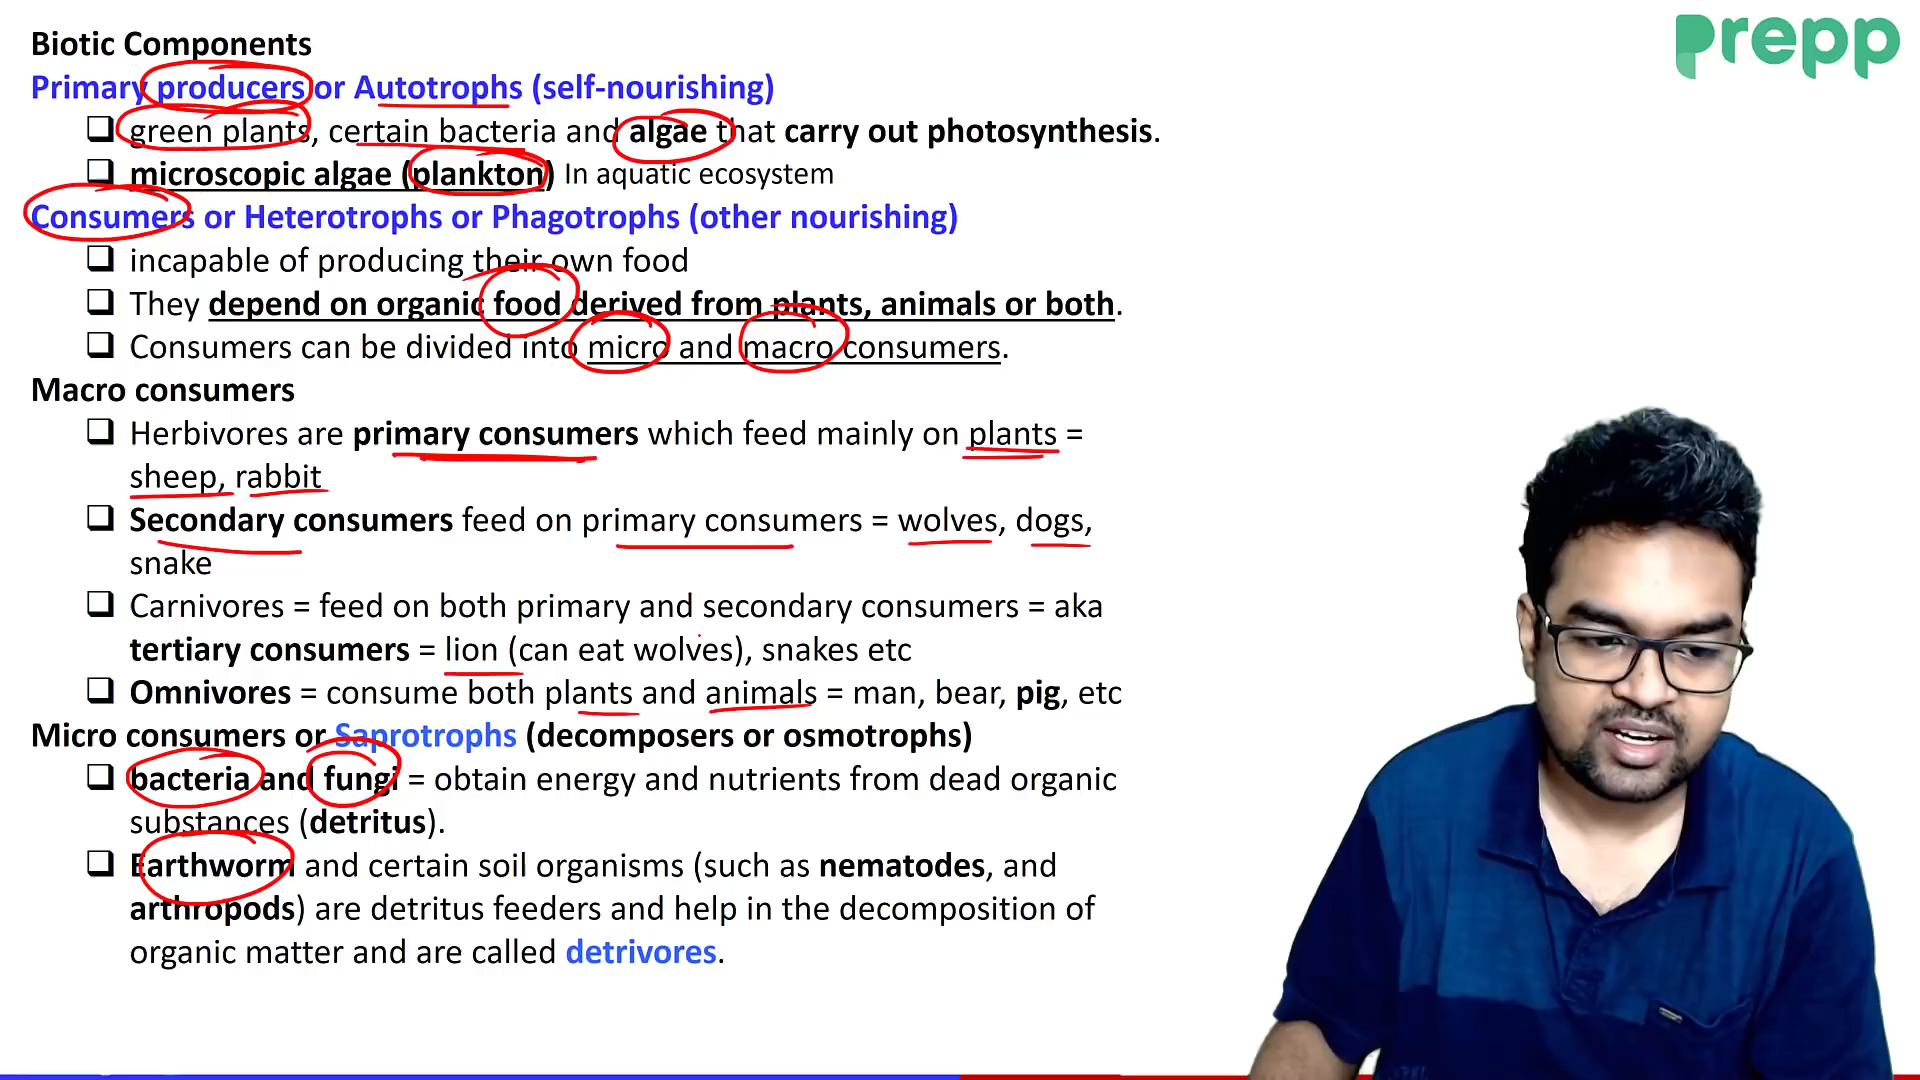 Biotic Components
prepp
Primary producers or Autotrophs (self-nourishing)
green plants, certain bacteria and algae that carry out photosynthesis.
microscopic algae (plankton) In aquatic ecosystem
Consumers or Heterotrophs or Phagotrophs (other nourishing)
incapable of producing their own food
They depend on organic food derived from plants, animals or both.
Consumers can be divided into micro and macro consumers.
Macro consumers
Herbivores are primary consumers which feed mainly on plants =
sheep, rabbit
Secondary consumers feed on primary consumers = wolves, dogs,
snake
Carnivores = feed on both primary and secondary consumers = aka
tertiary consumers = lion (can eat wolves), snakes etc
Omnivores = consume both plants and animals = man, bear, pig, etc
Micro consumers or Saprotrophs (decomposers or osmotrophs)
bacteria and fungi = obtain energy and nutrients from dead organic
substances (detritus).
Earthworm and certain soil organisms (such as nematodes, and
arthropods) are detritus feeders and help in the decomposition of
organic matter and are called detrivores.